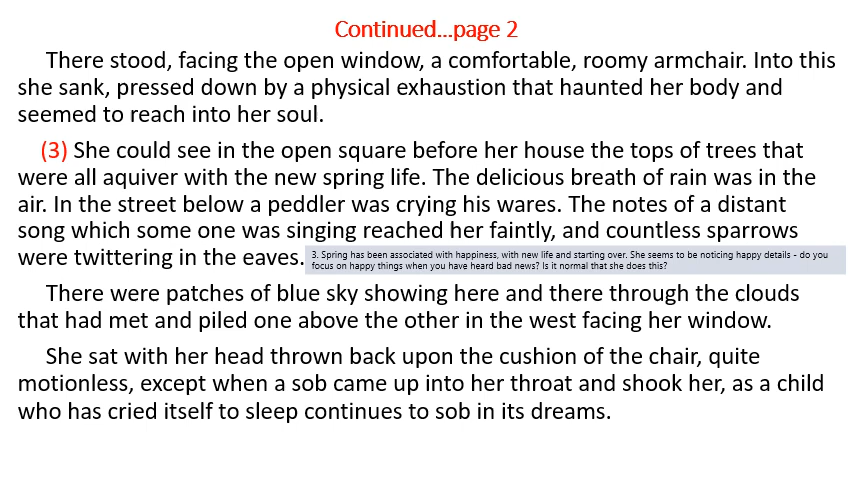 Continued...page 2
There stood, facing the open window, a comfortable, roomy armchair. Into this
she sank, pressed down by a physical exhaustion that haunted her body and
seemed to reach into her soul.
(3) She could see in the open square before her house the tops of trees that
were all aquiver with the new spring life. The delicious breath of rain was in the
air. In the street below a peddler was crying his wares. The notes of a distant
song which some one was singing reached her faintly, and countless sparrows
were twittering in the eaves.
3. Spring has been associated with happiness, with new life and starting over. She seems to be noticing happy details - do you
focus on happy things when you have heard bad news? Is it normal that she does this?
There were patches of blue sky showing here and there through the clouds
that had met and piled one above the other in the west facing her window.
She sat with her head thrown back upon the cushion of the chair, quite
motionless, except when a sob came up into her throat and shook her, as a child
who has cried itself to sleep continues to sob in its dreams.